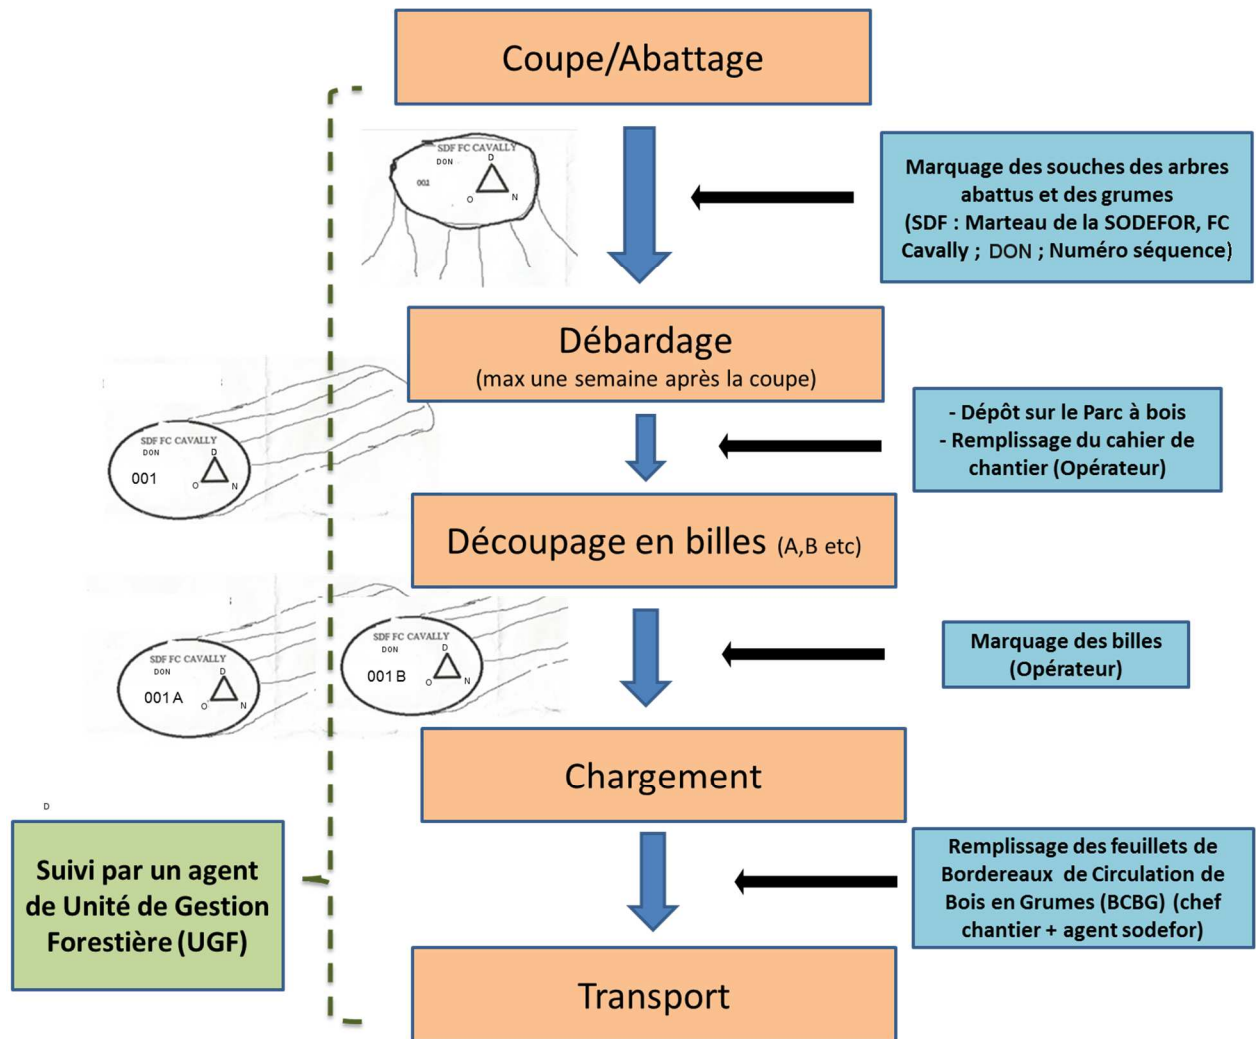 Coupe/Abattage
SDF FC CAVALLY
DON
D
001
O
N
Marquage des souches des arbres
abattus et des grumes
(SDF : Marteau de la SODEFOR, FC
Cavally ; DON ; Numéro séquence)
Débardage
(max une semaine après la coupe)
- Dépôt sur le Parc à bois
- Remplissage du cahier de
chantier (Opérateur)
SDF FC CAVALLY
DON
D
001
O
N
Découpage en billes (A,B etc)
SDF FC CAVALLY
DON
D
001 B
O
N
SDF FC CAVALLY
DON
D
001 A
O
N
Marquage des billes
(Opérateur)
Chargement
D
Suivi par un agent
de Unité de Gestion
Forestière (UGF)
Remplissage des feuillets de
Bordereaux de Circulation de
Bois en Grumes (BCBG) (chef
chantier + agent sodefor)
Transport